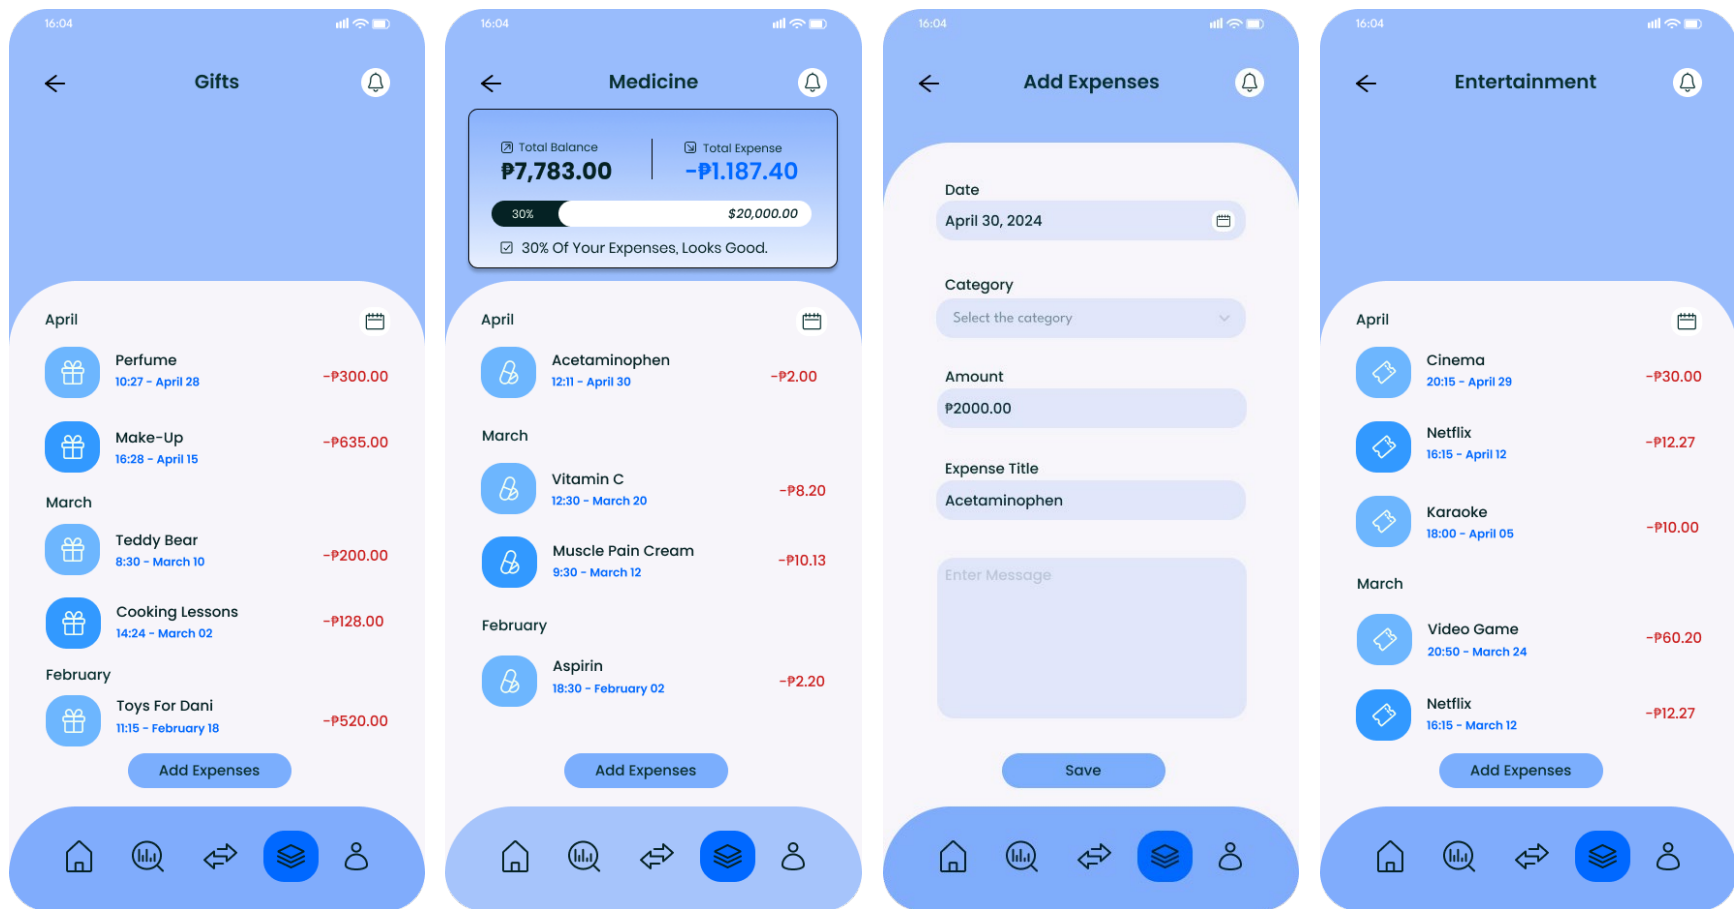 16:04
Gifts
April
Perfume
10:27 - April 28
-₱300.00
Make-Up
16:28 - April 15
-₱635.00
March
Teddy Bear
8:30 - March 10
-₱200.00
Cooking Lessons
14:24 - March 02
-₱128.00
February
Toys For Dani
11:15 - February 18
-₱520.00
Add Expenses
16:04
Medicine
Total Balance
₱7,783.00
Total Expense
-₱1.187.40
30%
$20,000.00
30% Of Your Expenses, Looks Good.
April
Acetaminophen
12:11 - April 30
-₱2.00
March
Vitamin C
12:30 - March 20
-₱8.20
Muscle Pain Cream
9:30 - March 12
-₱10.13
February
Aspirin
18:30 - February 02
-₱2.20
Add Expenses
16:04
Add Expenses
Date
April 30, 2024
Category
Select the category
Amount
₱2000.00
Expense Title
Acetaminophen
Enter Message
Save
16:04
Entertainment
April
Cinema
20:15 - April 29
-₱30.00
Netflix
16:15 - April 12
-₱12.27
Karaoke
18:00 - April 05
-₱10.00
March
Video Game
20:50 - March 24
-₱60.20
Netflix
16:15 - March 12
-₱12.27
Add Expenses